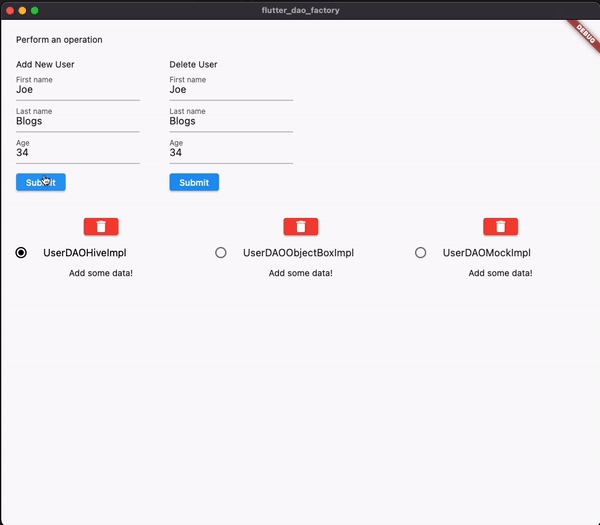 flutter_dao_factory
DEBUG
Perform an operation
Add New User
Delete User
First name
Joe
First name
Joe
Last name
Blogs
Last name
Blogs
Age
34
Age
34
Submit
Submit
UserDAOHiveImpl
UserDAOObjectBoxImpl
UserDAOMockImpl
Add some data!
Add some data!
Add some data!